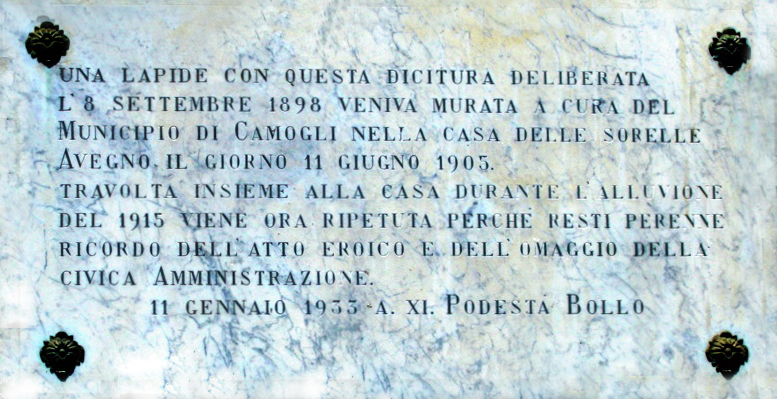 UNA LAPIDE CON QUESTA DICITURA DELIBERATA
L'8 SETTEMBRE 1898 VENIVA MURATA A CURA DEL
MUNICIPIO DI CAMOGLI NELLA CASA DELLE SORELLE
AVEGNO. IL GIORNO 11 GIUGNO 1903.
TRAVOLTA INSIEME ALLA CASA DURANTE L'ALLUVIONE
DEL 1915 VIENE ORA RIPETUTA PERCHÈ RESTI PERENNE
RICORDO DELL'ATTO EROICO E DELL'OMAGGIO DELLA
CIVICA AMMINISTRAZIONE.
11 GENNAIO 1933 - A. XI. PODESTÀ BOLLO